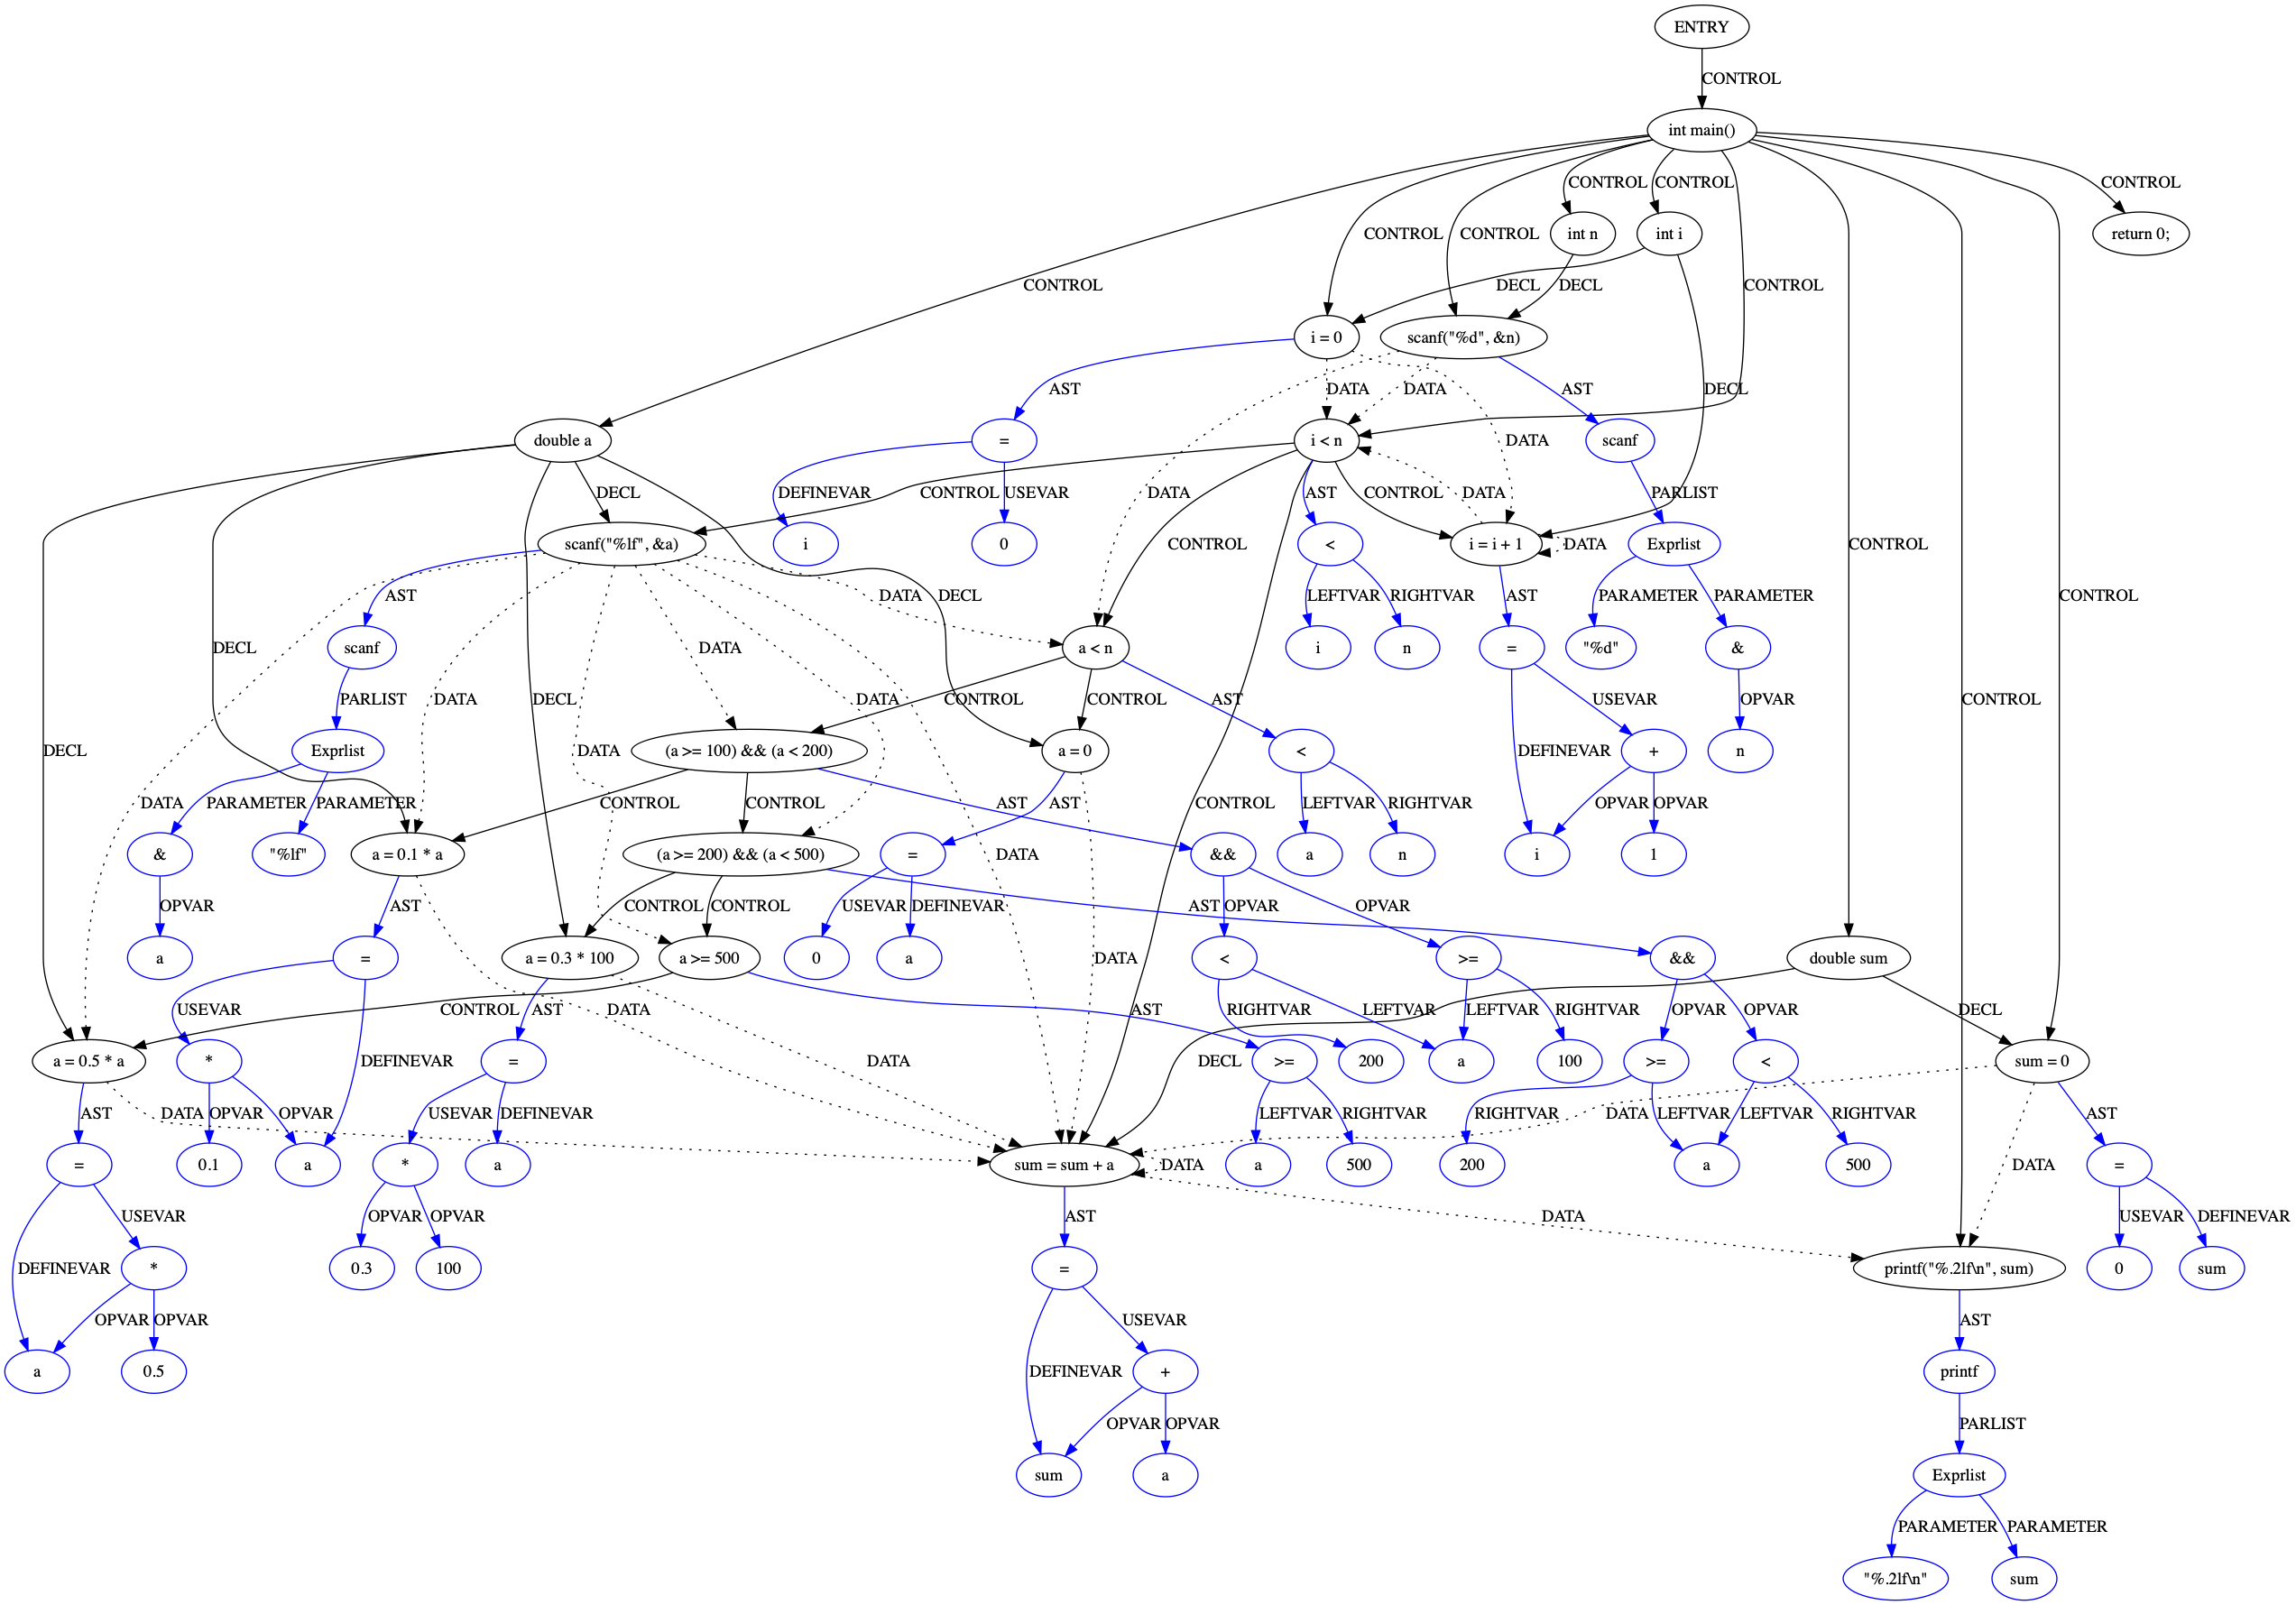 ENTRY
CONTROL
int main()
CONTROL CONTROL CONTROL
CONTROL CONTROL int n int i return 0;
CONTROL DECL DECL CONTROL
i = 0 scanf("%d", &n)
AST DATA DATA AST DECL
double a = i < n DATA scanf
DECL CONTROL DEFINEVAR USEVAR DATA CONTROL AST DATA PARLIST
scanf("%lf", &a) i 0 < i = i + 1 DATA Exprlist CONTROL
AST DATA DECL CONTROL LEFTVAR RIGHTVAR AST PARAMETER PARAMETER CONTROL
DECL scanf DATA a < n i n = "%d" &
PARLIST DATA DECL DATA CONTROL CONTROL AST USEVAR OPVAR CONTROL
DECL Exprlist DATA (a >= 100) && (a < 200) a = 0 < DEFINEVAR + n
DATA PARAMETER PARAMETER CONTROL CONTROL AST AST CONTROL LEFTVAR RIGHTVAR OPVAR OPVAR
& "%lf" a = 0.1 * a (a >= 200) && (a < 500) = DATA && a n i 1
OPVAR AST CONTROL CONTROL USEVAR DEFINEVAR AST OPVAR OPVAR
a = a = 0.3 * 100 a >= 500 0 a DATA < >= && double sum
USEVAR CONTROL AST DATA AST RIGHTVAR LEFTVAR LEFTVAR RIGHTVAR OPVAR OPVAR DECL
a = 0.5 * a * DEFINEVAR = DATA DECL >= 200 a 100 >= < sum = 0
AST DATA OPVAR OPVAR USEVAR DEFINEVAR LEFTVAR RIGHTVAR RIGHTVAR DATA LEFTVAR LEFTVAR RIGHTVAR AST
= 0.1 a * a sum = sum + a DATA a 500 200 a 500 DATA =
USEVAR OPVAR OPVAR AST DATA USEVAR DEFINEVAR
DEFINEVAR * 0.3 100 = printf("%.2lf\n", sum) 0 sum
OPVAR OPVAR USEVAR AST
a 0.5 DEFINEVAR + printf
OPVAR OPVAR PARLIST
sum a Exprlist
PARAMETER PARAMETER
"%.2lf\n" sum